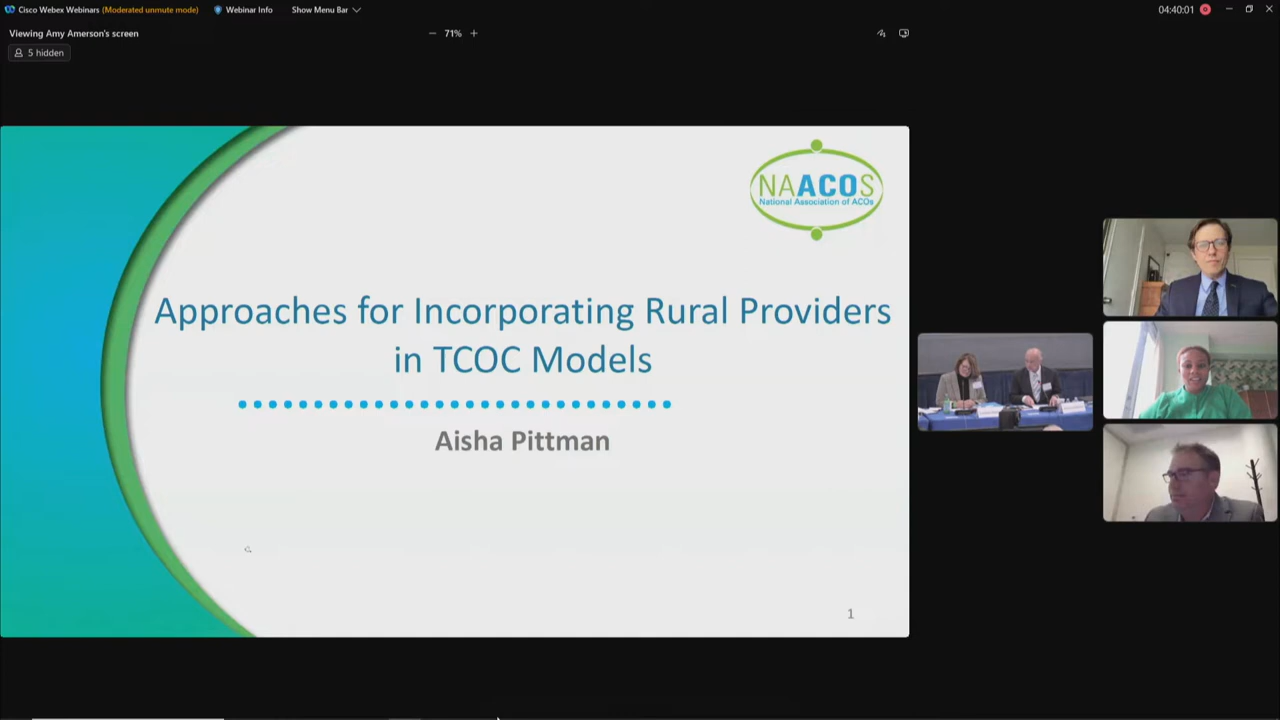 Cisco Webex Webinars (Moderated unmute mode)
Webinar Info
Show Menu Bar
04:40:01
Viewing Amy Amerson's screen
71%
5 hidden
NAACOS
National Association of ACOs
Approaches for Incorporating Rural Providers
in TCOC Models
Aisha Pittman
1